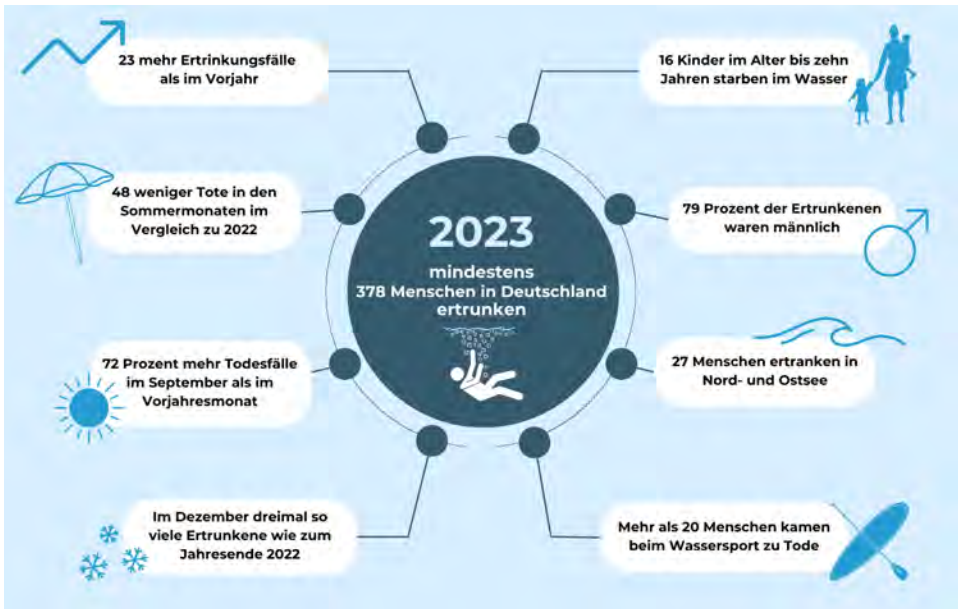 23 mehr Ertrinkungsfälle
als im Vorjahr
16 Kinder im Alter bis zehn
Jahren starben im Wasser
48 weniger Tote in den
Sommermonaten im
Vergleich zu 2022
79 Prozent der Ertrunkenen
waren männlich
2023
mindestens
378 Menschen in Deutschland
ertrunken
72 Prozent mehr Todesfälle
im September als im
Vorjahresmonat
27 Menschen ertranken in
Nord- und Ostsee
Im Dezember dreimal so
viele Ertrunkene wie zum
Jahresende 2022
Mehr als 20 Menschen kamen
beim Wassersport zu Tode